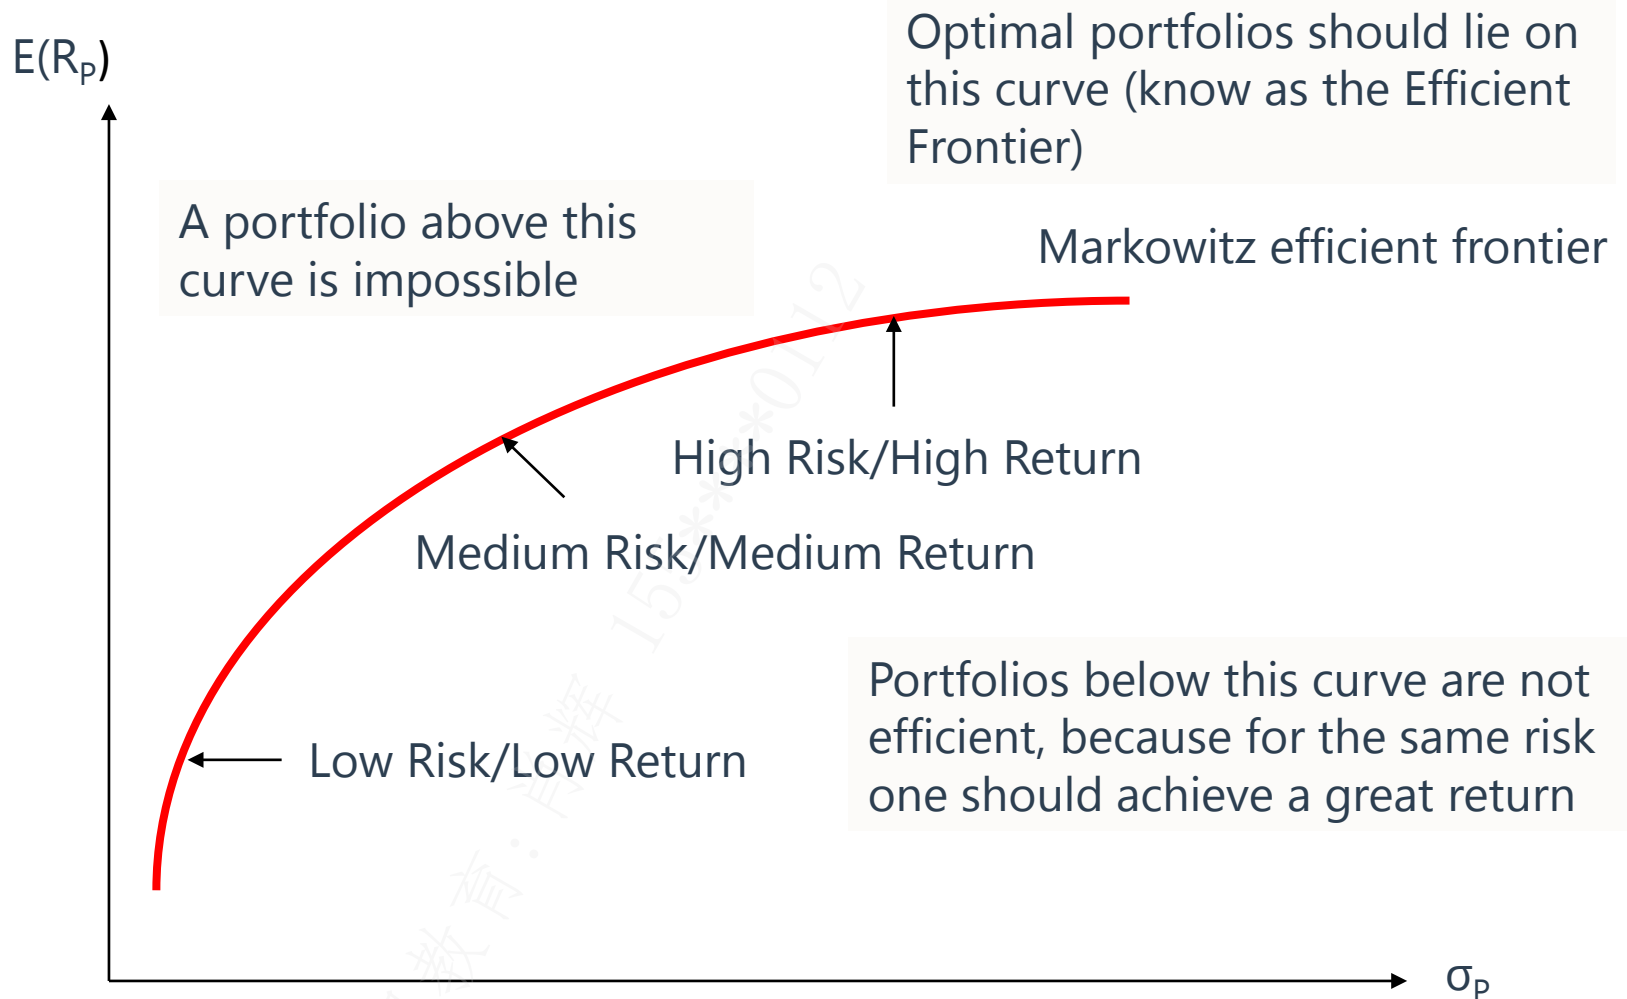 E(Rₚ)
Optimal portfolios should lie on
this curve (know as the Efficient
Frontier)
A portfolio above this
curve is impossible
Markowitz efficient frontier
High Risk/High Return
Medium Risk/Medium Return
Portfolios below this curve are not
efficient, because for the same risk
one should achieve a great return
Low Risk/Low Return
σₚ